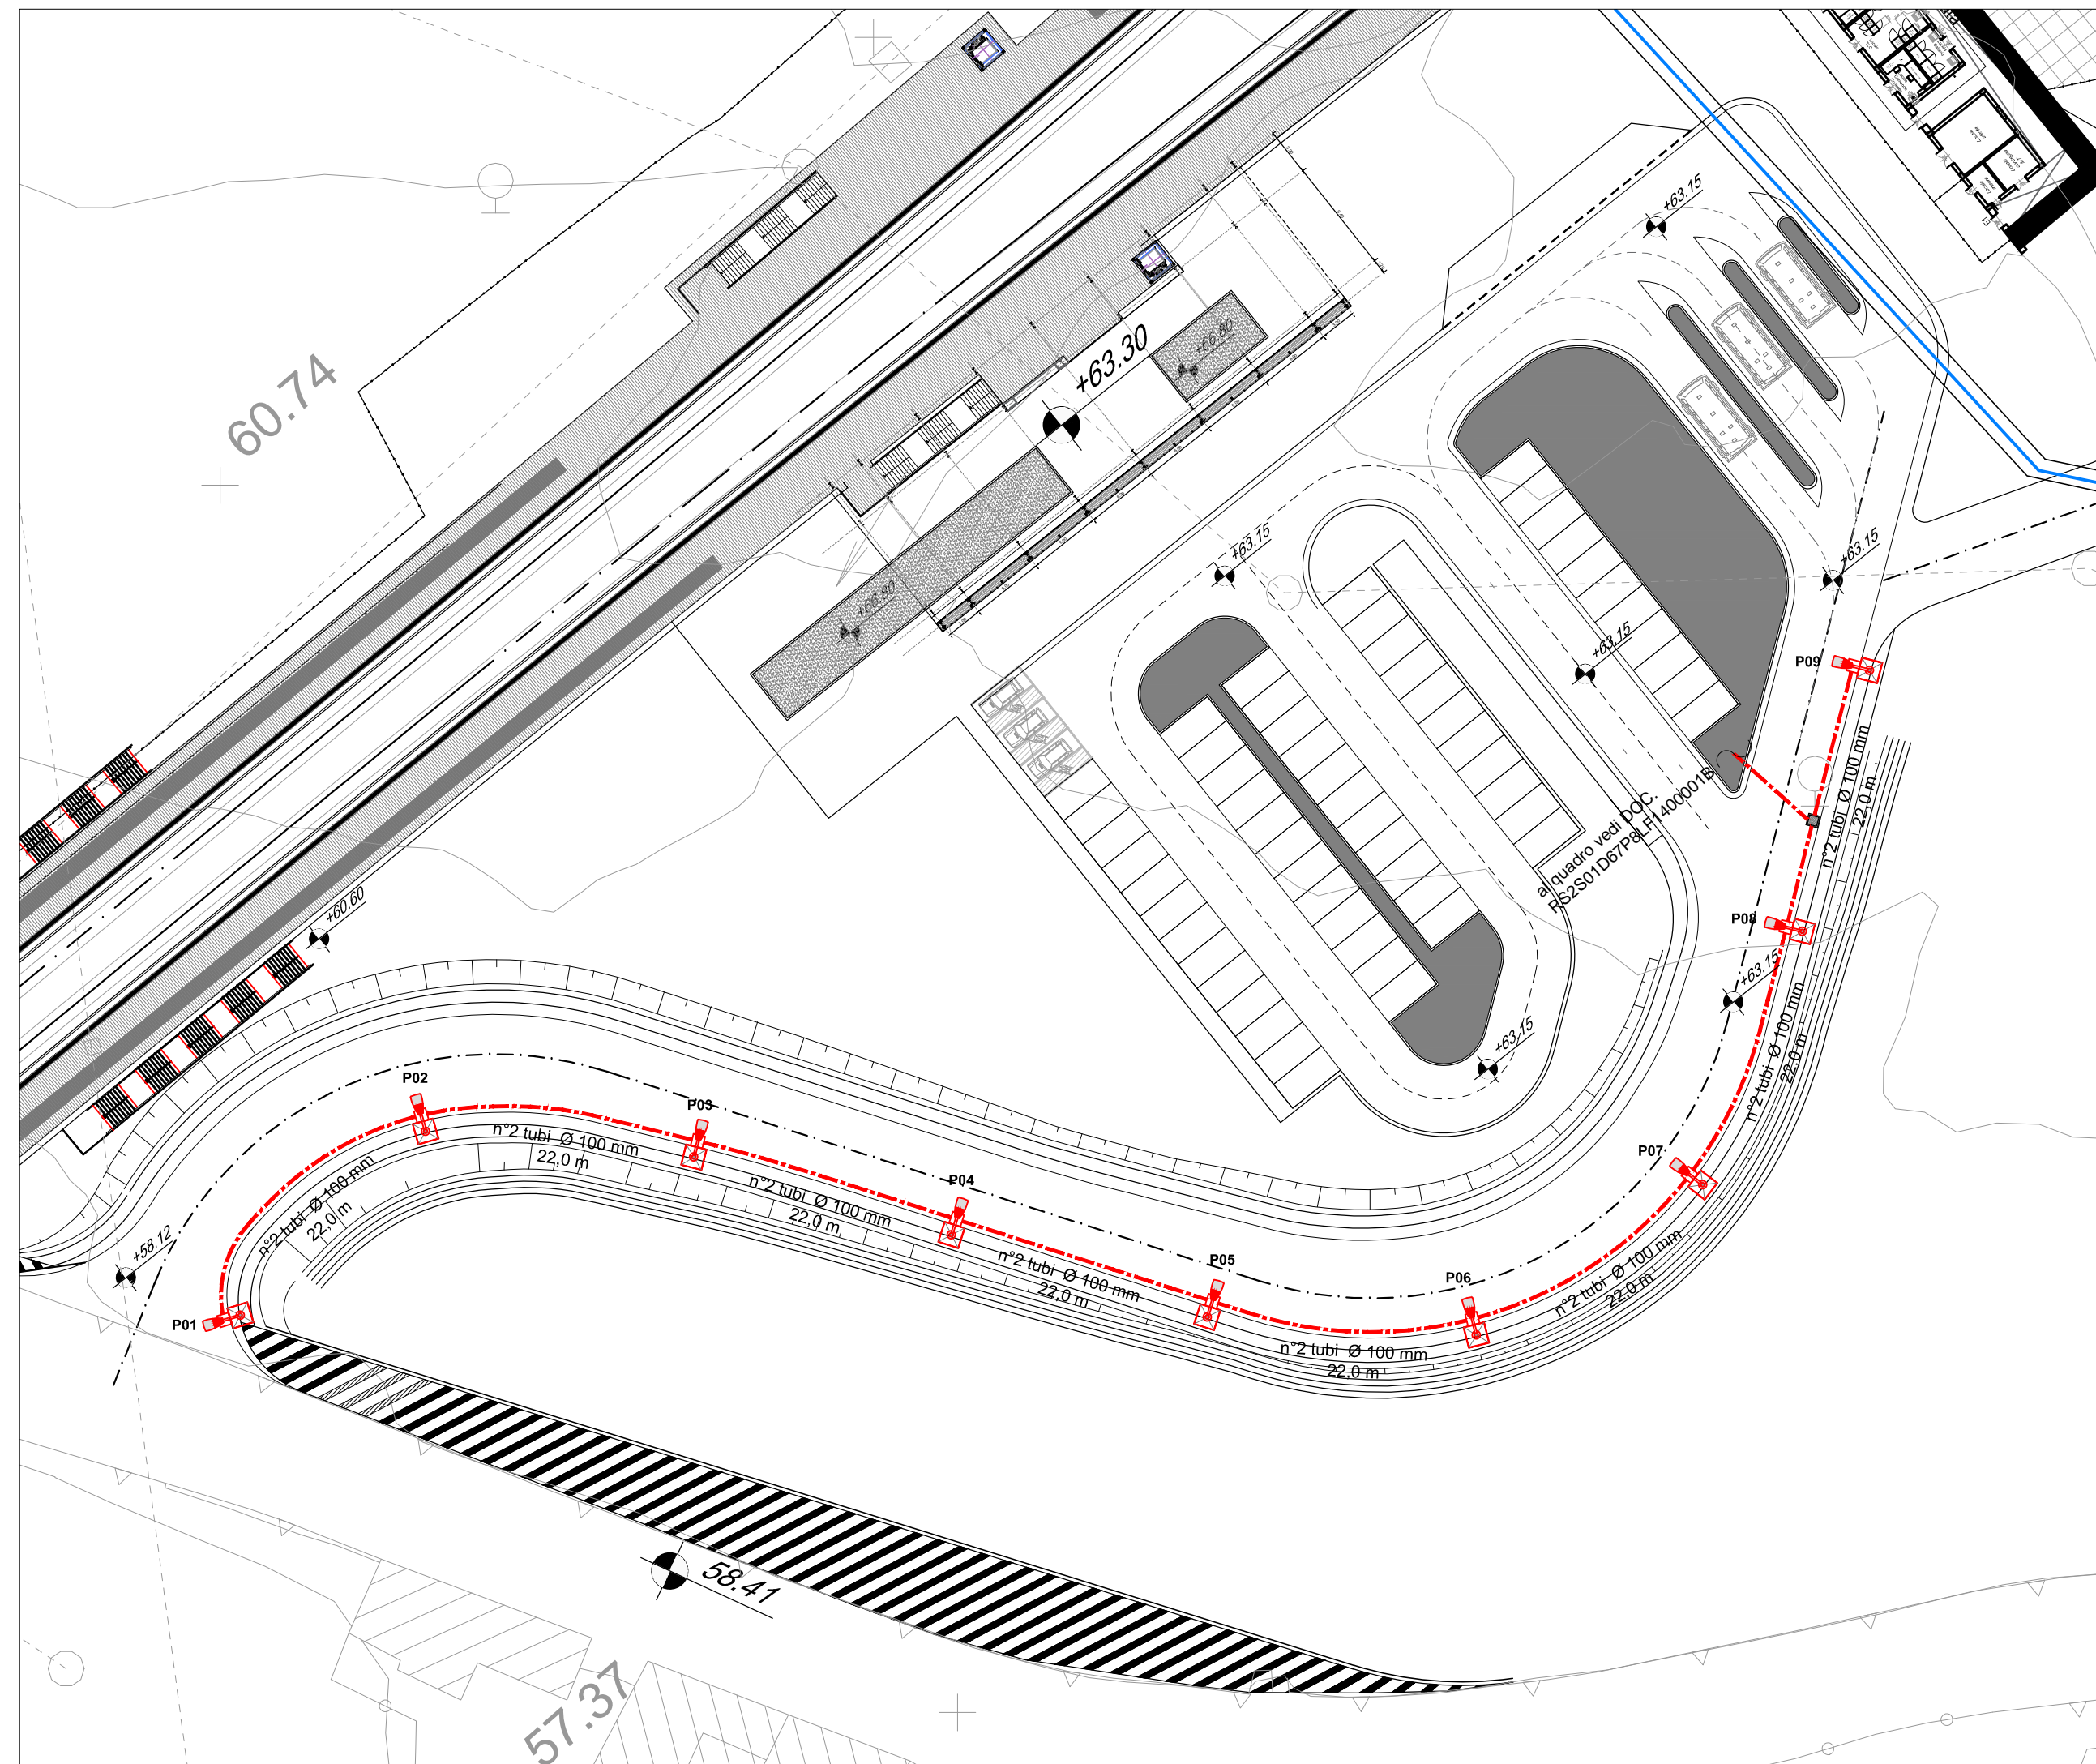 +63.15
+63.30
+66.80
60.74
+63.15
+63.15
+66.80
+63.15
P09
n°2 tubi Ø 100 mm
22,0 m
al quadro vedi DOC.
RS2S01D67P8LF1400001B
+60.60
P08
+63.15
+63,15
n°2 tubi Ø 100 mm
22,0 m
P02
P03
n°2 tubi Ø 100 mm
22,0 m
P07
n°2 tubi Ø 100 mm
22,0 m
P04
n°2 tubi Ø 100 mm
22,0 m
+58.12
P05
n°2 tubi Ø 100 mm
22,0 m
P06
n°2 tubi Ø 100 mm
22,0 m
P01
n°2 tubi Ø 100 mm
22,0 m
58.41
57.37